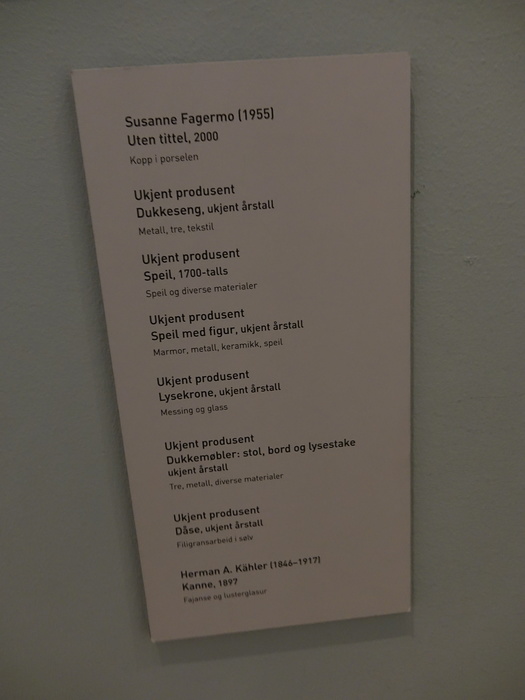 Susanne Fagermo (1955)
Uten tittel, 2000
Kopp i porselen
Ukjent produsent
Dukkeseng, ukjent årstall
Metall, tre, tekstil
Ukjent produsent
Speil, 1700-talls
Speil og diverse materialer
Ukjent produsent
Speil med figur, ukjent årstall
Marmor, metall, keramikk, speil
Ukjent produsent
Lysekrone, ukjent årstall
Messing og glass
Ukjent produsent
Dukkemøbler: stol, bord og lysestake
ukjent årstall
Tre, metall, diverse materialer
Ukjent produsent
Dåse, ukjent årstall
Filigransarbeid i sølv
Herman A. Kähler (1846–1917)
Kanne, 1897
Fajanse og lusterglasur